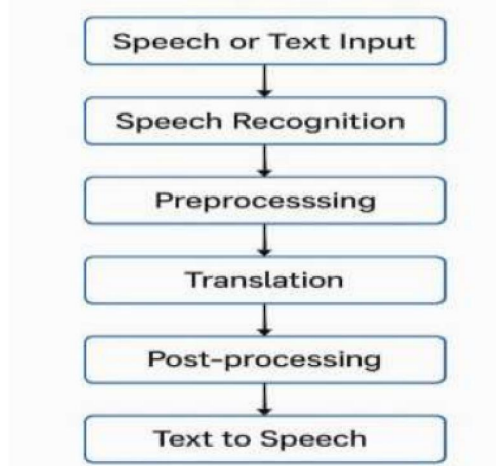 Speech or Text Input
Speech Recognition
Preprocesssing
Translation
Post-processing
Text to Speech